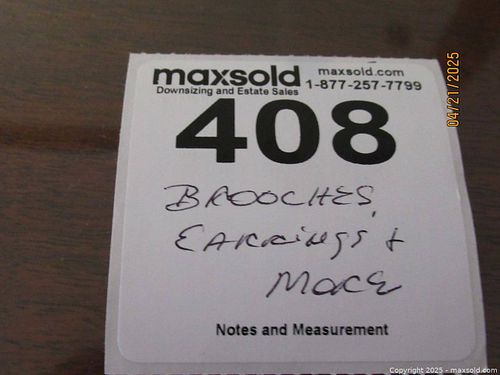 maxsold maxsold.com
Downsizing and Estate Sales 1-877-257-7799
408
BROOCHES,
EARRINGS +
MORE
Notes and Measurement
04/21/2025
Copyright 2025 - maxsold.com